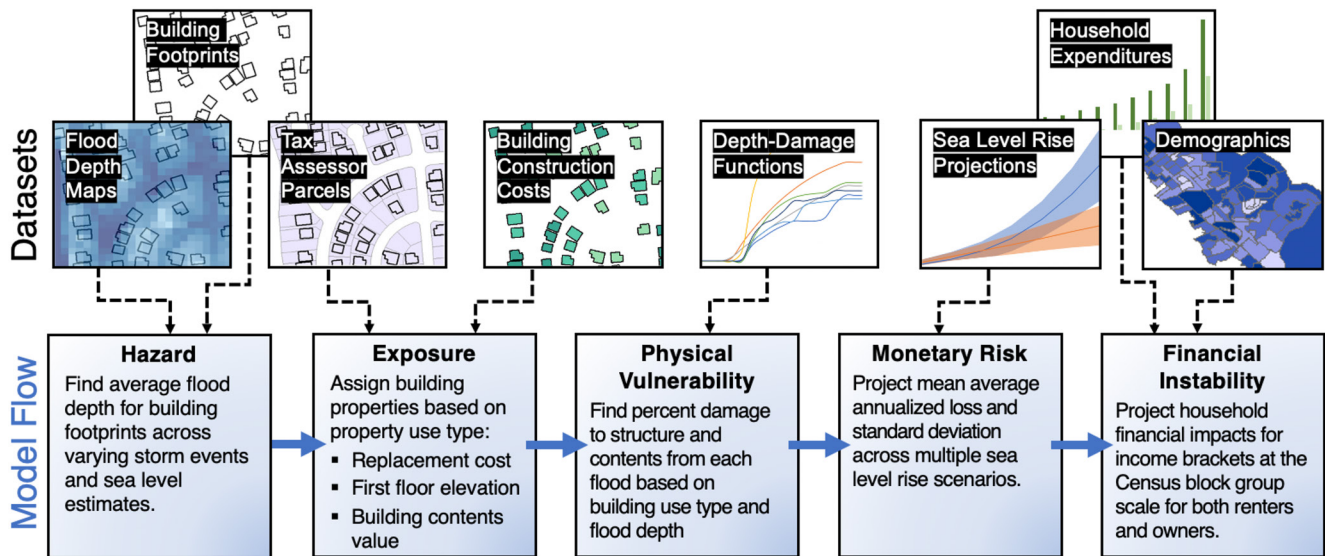 Datasets
Building
Footprints
Flood
Depth
Maps
Tax
Assessor
Parcels
Building
Construction
Costs
Depth-Damage
Functions
Household
Expenditures
Sea Level Rise
Projections
Demographics
Model Flow
Hazard
Find average flood
depth for building
footprints across
varying storm events
and sea level
estimates.
Exposure
Assign building
properties based on
property use type:
▪ Replacement cost
▪ First floor elevation
▪ Building contents
value
Physical
Vulnerability
Find percent damage
to structure and
contents from each
flood based on
building use type and
flood depth
Monetary Risk
Project mean average
annualized loss and
standard deviation
across multiple sea
level rise scenarios.
Financial
Instability
Project household
financial impacts for
income brackets at the
Census block group
scale for both renters
and owners.